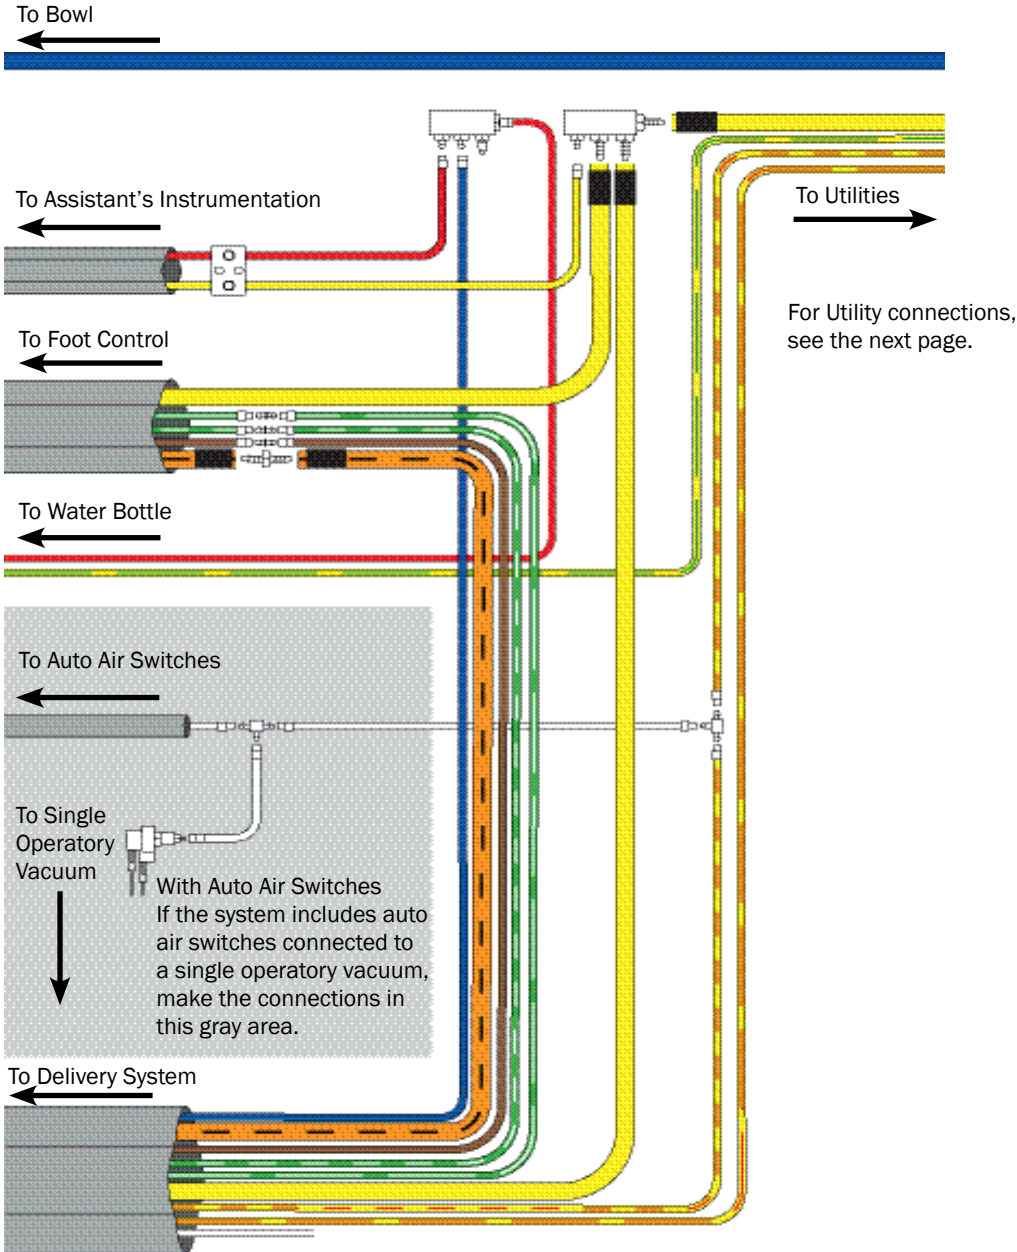 To Bowl
To Assistant's Instrumentation
To Utilities
For Utility connections,
see the next page.
To Foot Control
To Water Bottle
To Auto Air Switches
To Single
Operatory
Vacuum
With Auto Air Switches
If the system includes auto
air switches connected to
a single operatory vacuum,
make the connections in
this gray area.
To Delivery System